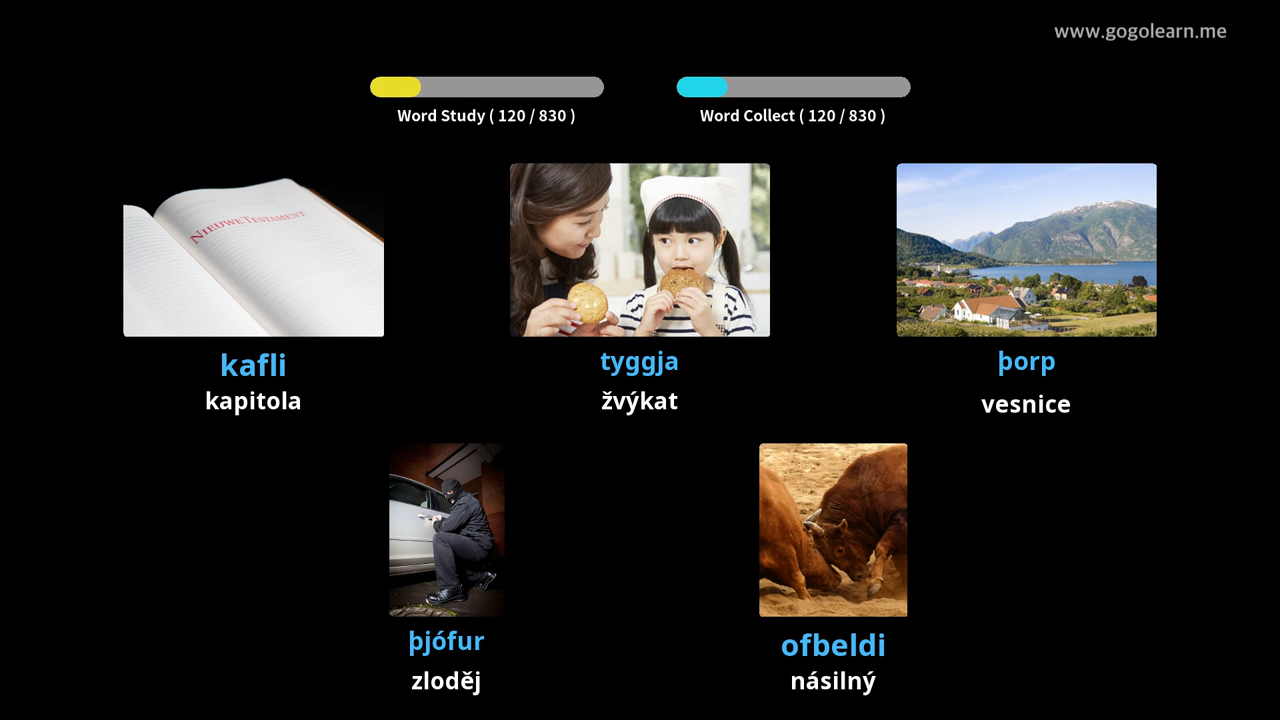 www.gogolearn.me
Word Study ( 120 / 830 )
Word Collect ( 120 / 830 )
NIEUWE TESTAMENT
kafli
kapitola
tyggja
žvýkat
þorp
vesnice
þjófur
zloděj
ofbeldi
násilný